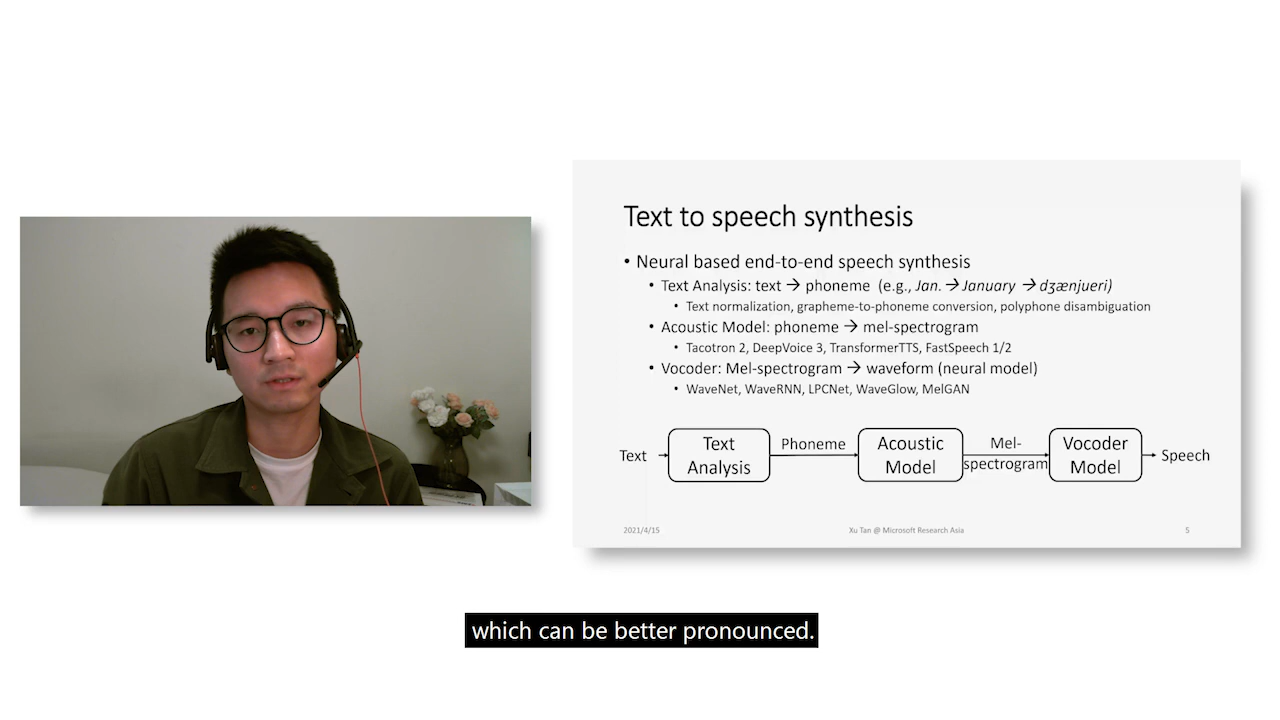 Text to speech synthesis
• Neural based end-to-end speech synthesis
• Text Analysis: text → phoneme (e.g., Jan. → January → dʒænjueri)
• Text normalization, grapheme-to-phoneme conversion, polyphone disambiguation
• Acoustic Model: phoneme → mel-spectrogram
• Tacotron 2, DeepVoice 3, TransformerTTS, FastSpeech 1/2
• Vocoder: Mel-spectrogram → waveform (neural model)
• WaveNet, WaveRNN, LPCNet, WaveGlow, MelGAN
Text
Text
Analysis
Phoneme
Acoustic
Model
Mel-
spectrogram
Vocoder
Model
Speech
2021/4/15
Xu Tan @ Microsoft Research Asia
5
which can be better pronounced.